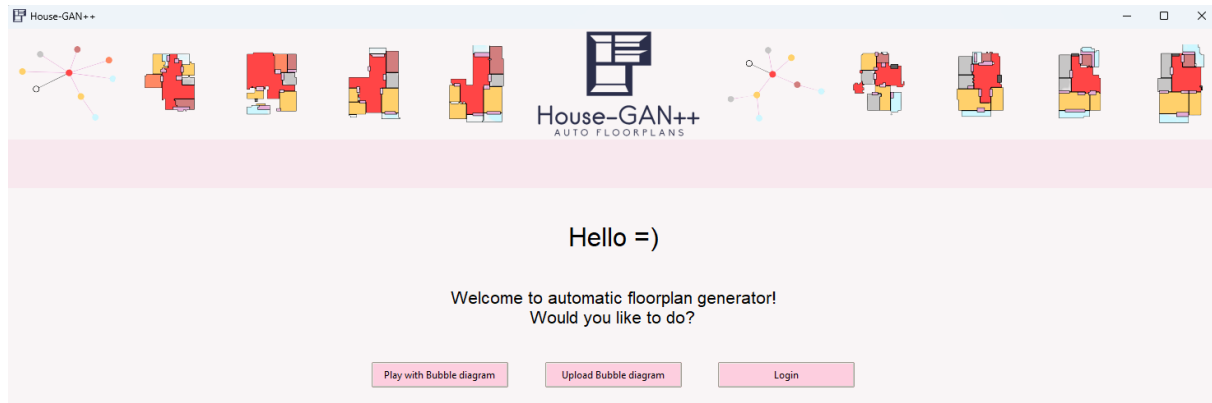 House-GAN++
House-GAN++
AUTO FLOORPLANS
Hello =)
Welcome to automatic floorplan generator!
Would you like to do?
Play with Bubble diagram
Upload Bubble diagram
Login